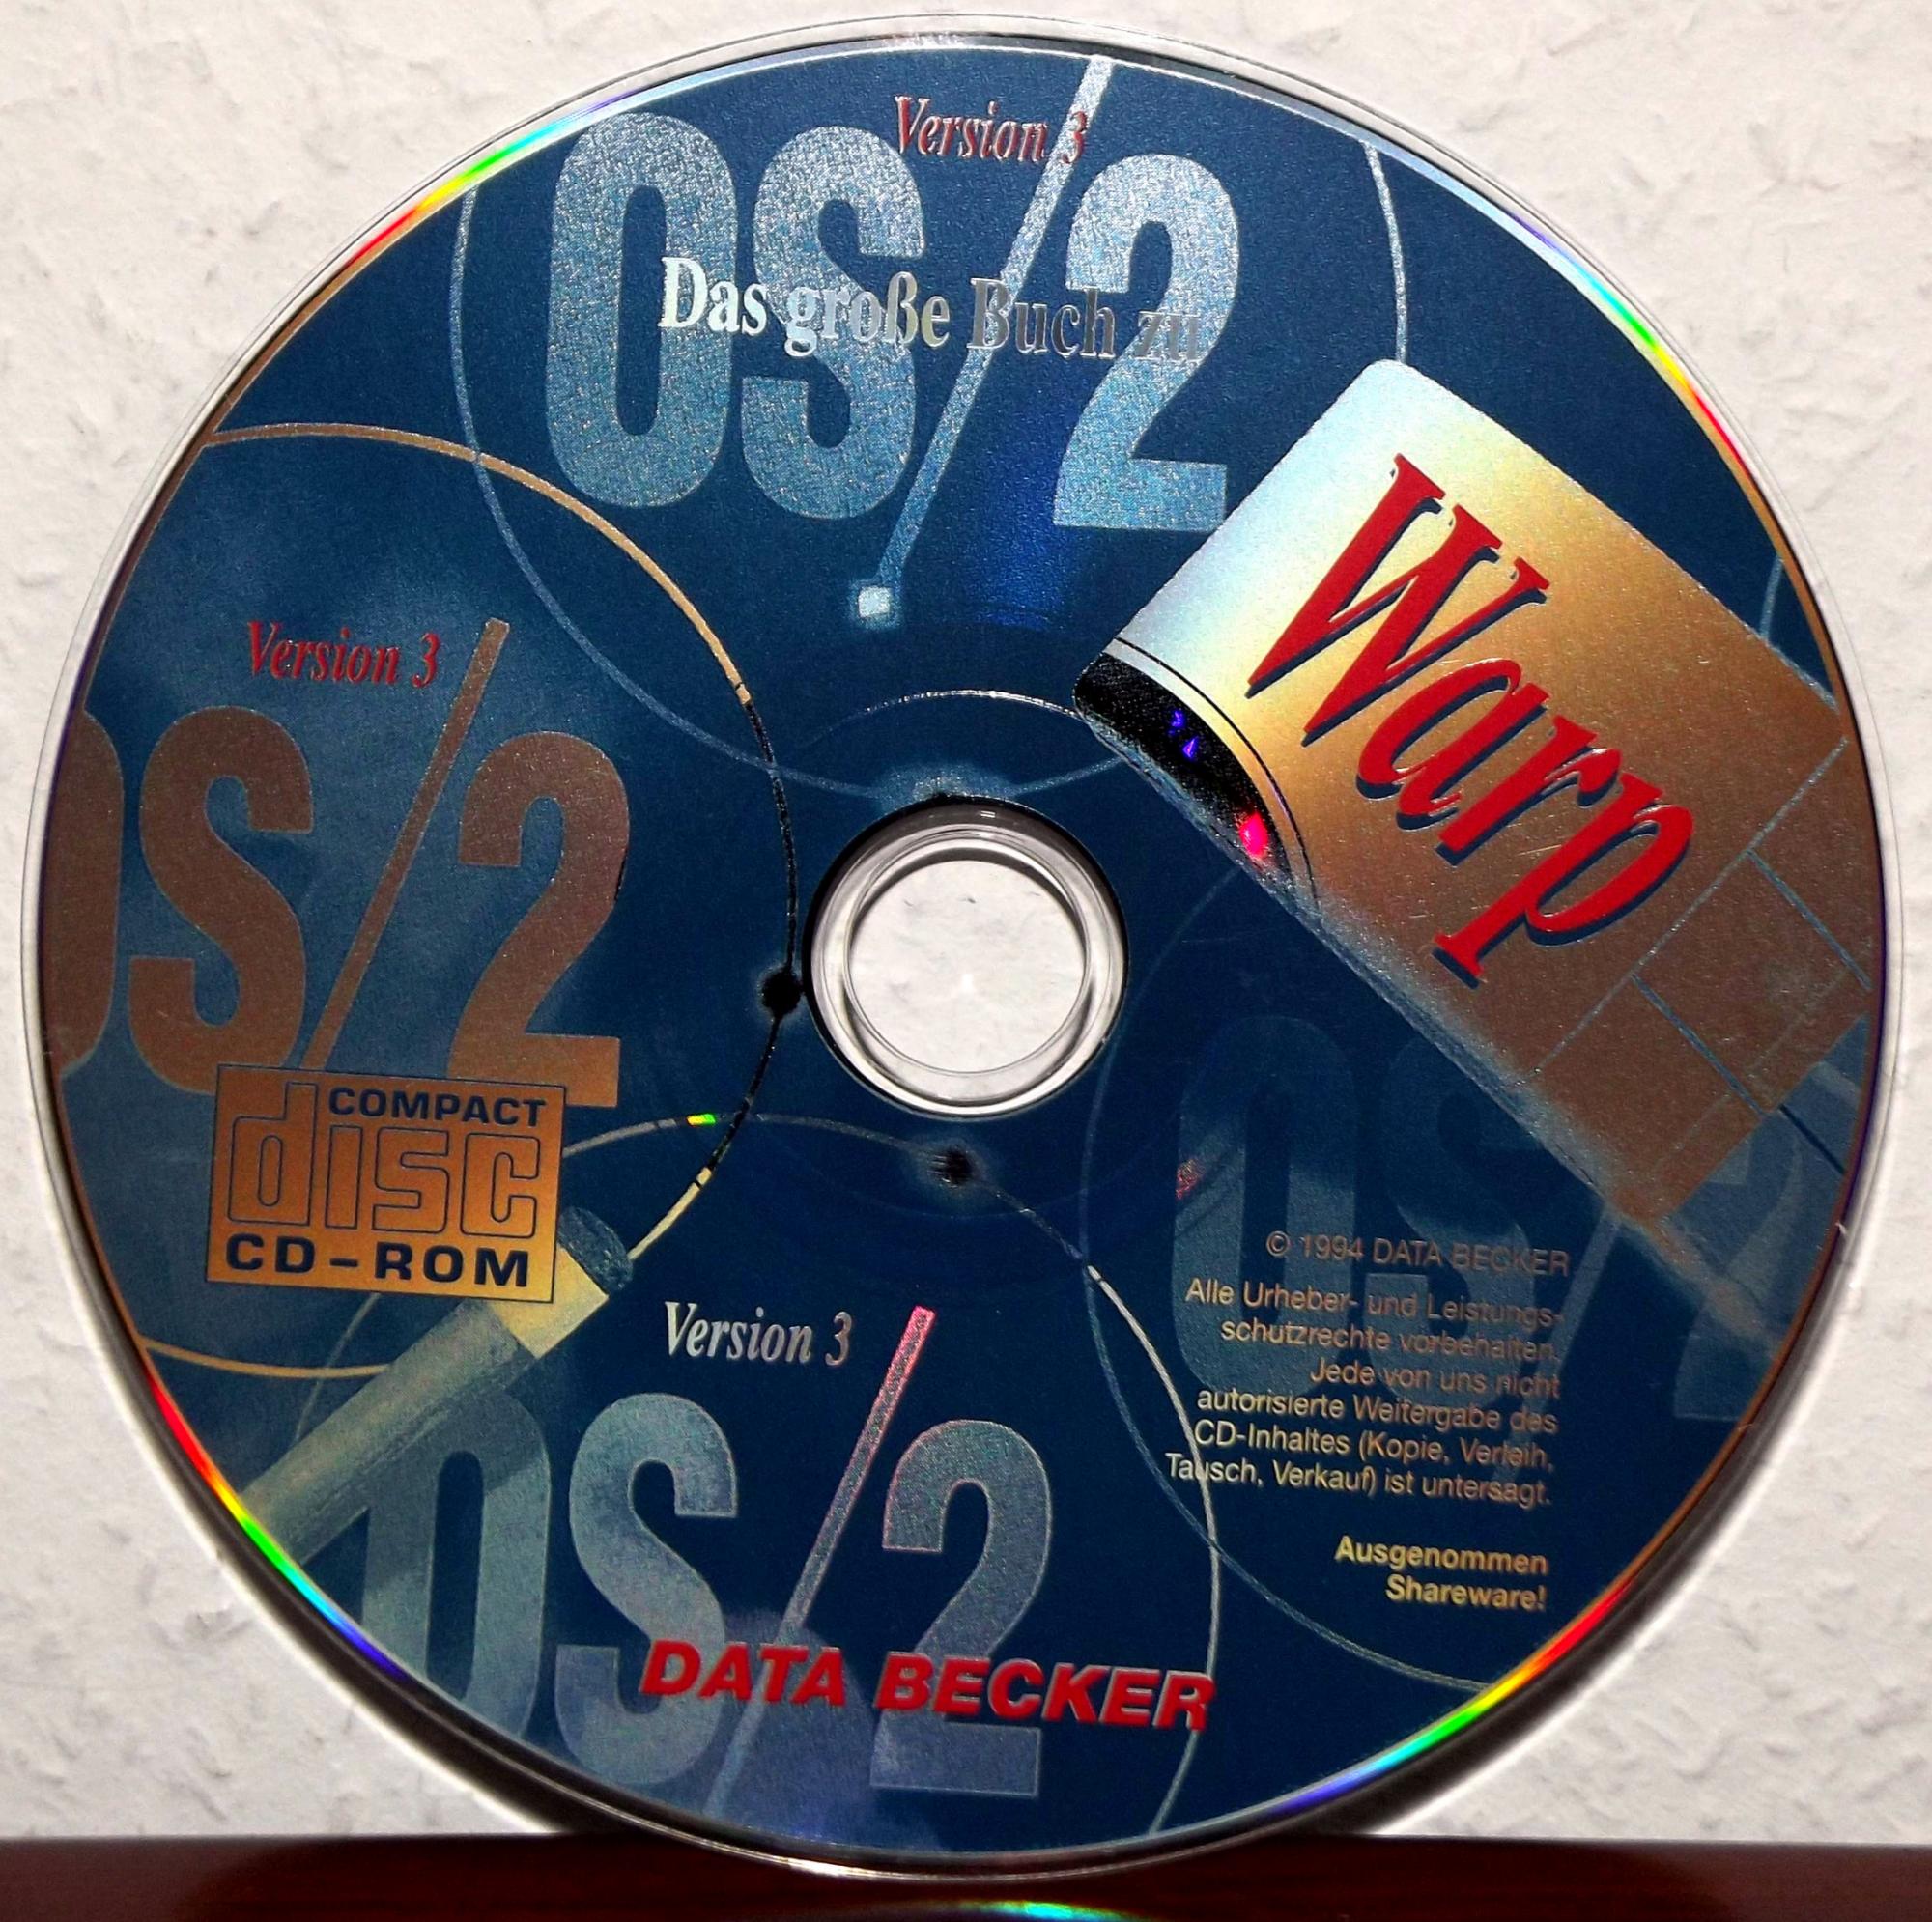 Version 3
OS/2
Das große Buch zu
Warp
Version 3
OS/2
COMPACT
disc
CD-ROM
OS/2
© 1994 DATA BECKER
Alle Urheber- und Leistungs-
schutzrechte vorbehalten.
Jede von uns nicht
autorisierte Weitergabe des
CD-Inhaltes (Kopie, Verleih,
Tausch, Verkauf) ist untersagt.
Ausgenommen
Shareware!
Version 3
OS/2
DATA BECKER